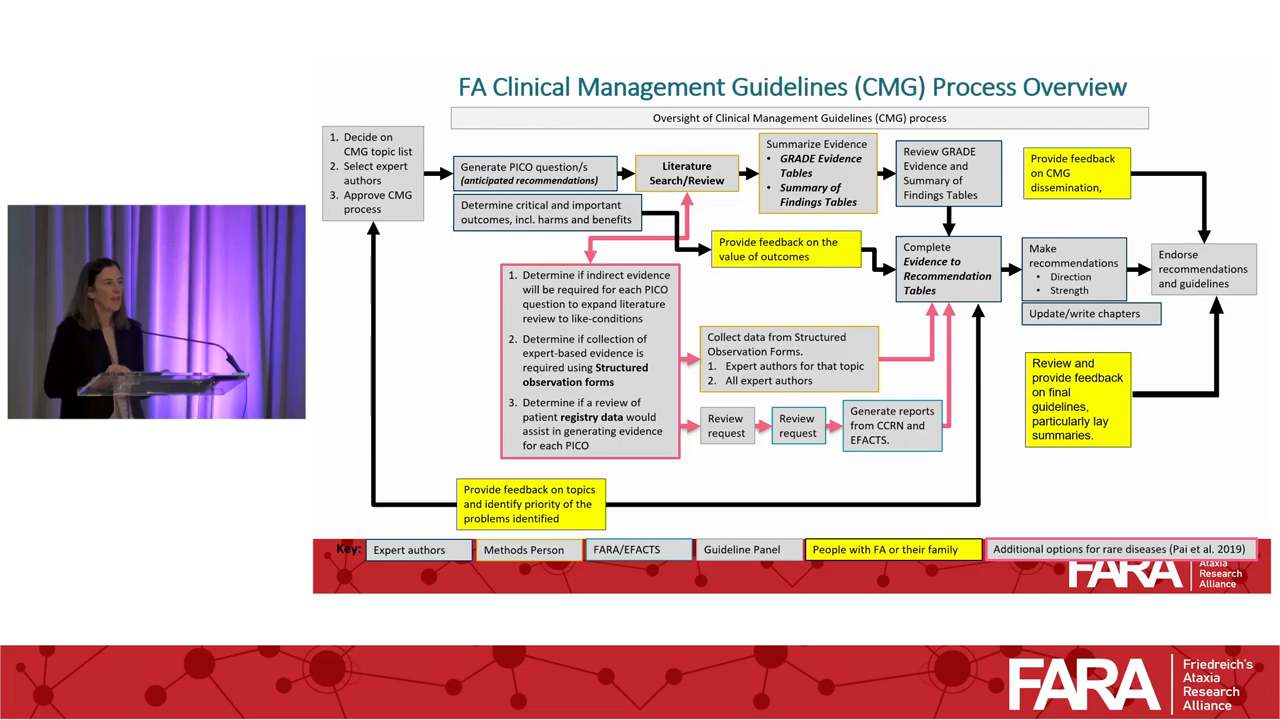 FA Clinical Management Guidelines (CMG) Process Overview
Oversight of Clinical Management Guidelines (CMG) process
1. Decide on
CMG topic list
2. Select expert
authors
3. Approve CMG
process
Generate PICO question/s
(anticipated recommendations)
Determine critical and important
outcomes, incl. harms and benefits
Literature
Search/Review
Summarize Evidence
• GRADE Evidence
Tables
• Summary of
Findings Tables
Review GRADE
Evidence and
Summary of
Findings Tables
Provide feedback
on CMG
dissemination,
Provide feedback on the
value of outcomes
Complete
Evidence to
Recommendation
Tables
Make
recommendations
• Direction
• Strength
Update/write chapters
Endorse
recommendations
and guidelines
1. Determine if indirect evidence
will be required for each PICO
question to expand literature
review to like-conditions
2. Determine if collection of
expert-based evidence is
required using Structured
observation forms
3. Determine if a review of
patient registry data would
assist in generating evidence
for each PICO
Collect data from Structured
Observation Forms.
1. Expert authors for that topic
2. All expert authors
Review
request
Review
request
Generate reports
from CCRN and
EFACTS.
Review and
provide feedback
on final
guidelines,
particularly lay
summaries.
Provide feedback on topics
and identify priority of the
problems identified
Key:
Expert authors
Methods Person
FARA/EFACTS
Guideline Panel
People with FA or their family
Additional options for rare diseases (Pai et al. 2019)
FARA
Ataxia
Research
Alliance
FARA
Friedreich's
Ataxia
Research
Alliance